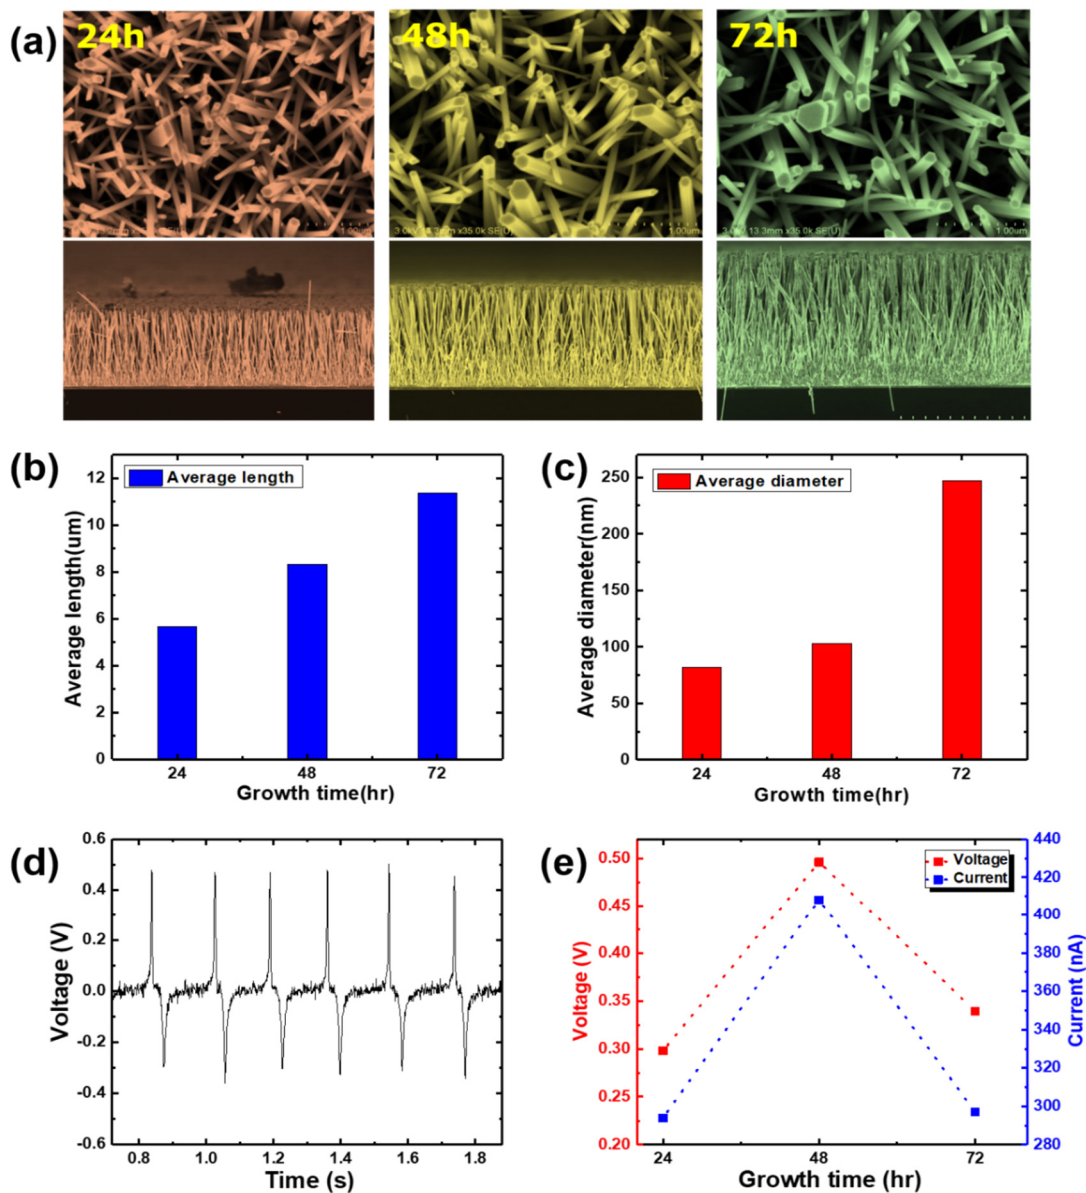 (a)
24h
48h
72h
1.00um
3.0kV 13.3mm x35.0k SE(U)
1.00um
3.0kV 13.3mm x35.0k SE(U)
1.00um
(b)
Average length
Average length(um)
12
10
8
6
4
2
0
24
48
72
Growth time(hr)
(c)
Average diameter
Average diameter(nm)
250
200
150
100
50
0
24
48
72
Growth time(hr)
(d)
Voltage (V)
0.6
0.4
0.2
0.0
-0.2
-0.4
-0.6
0.8
1.0
1.2
1.4
1.6
1.8
Time (s)
(e)
Voltage
Current
Voltage (V)
0.50
0.45
0.40
0.35
0.30
0.25
0.20
440
420
400
380
360
340
320
300
280
Current (nA)
24
48
72
Growth time (hr)